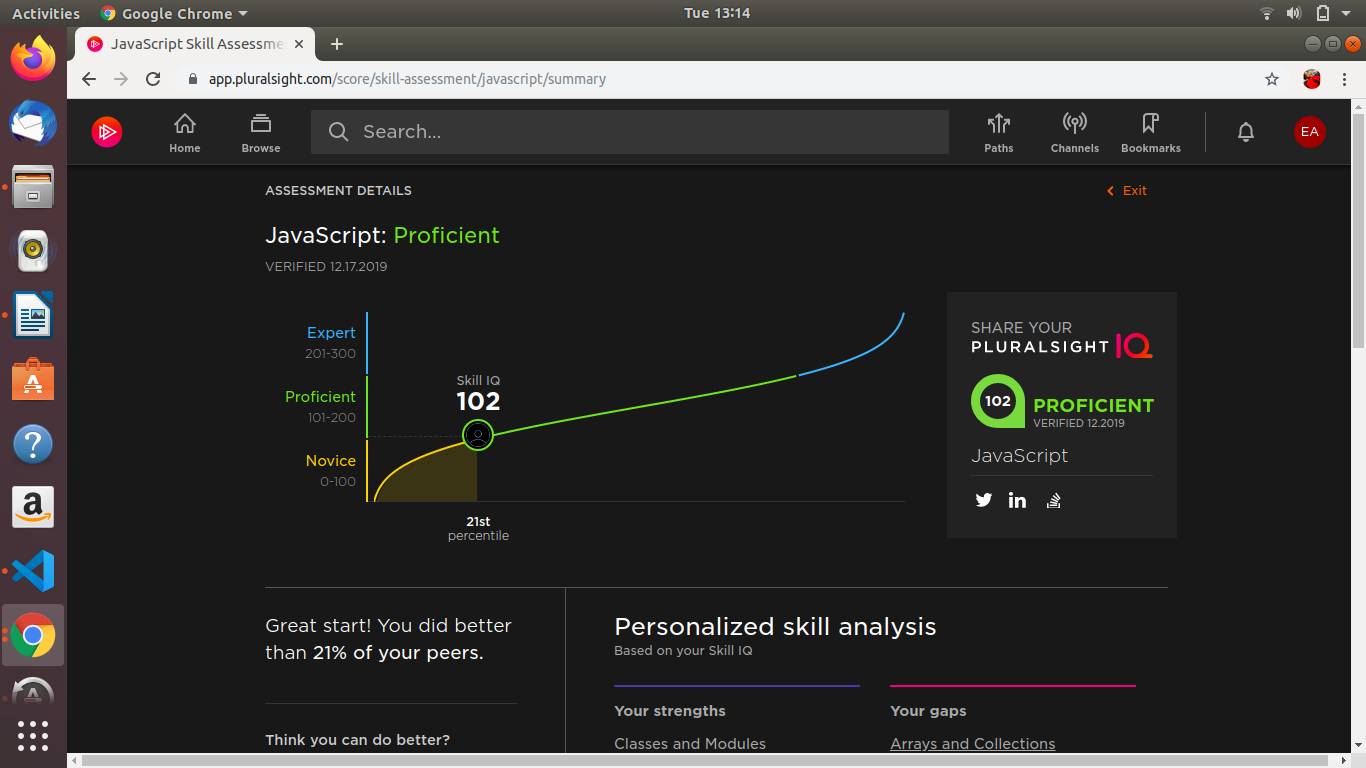 Activities
Google Chrome
Tue 13:14
JavaScript Skill Assessme
app.pluralsight.com/score/skill-assessment/javascript/summary
Home
Browse
Search...
Paths
Channels
Bookmarks
EA
ASSESSMENT DETAILS
Exit
JavaScript: Proficient
VERIFIED 12.17.2019
Expert
201-300
Proficient
101-200
Novice
0-100
Skill IQ
102
21st
percentile
SHARE YOUR
PLURALSIGHT IQ
102
PROFICIENT
VERIFIED 12.2019
JavaScript
Great start! You did better
than 21% of your peers.
Think you can do better?
Personalized skill analysis
Based on your Skill IQ
Your strengths
Classes and Modules
Your gaps
Arrays and Collections